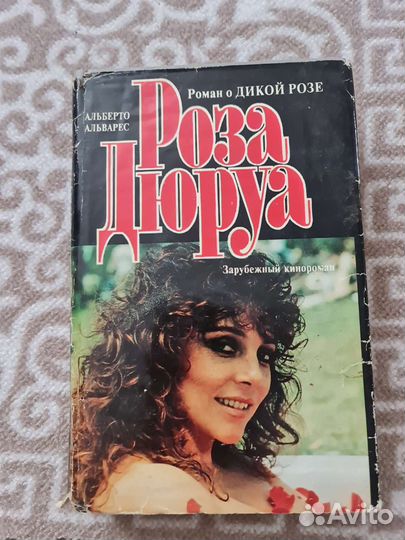 Роман о ДИКОЙ РОЗЕ
АЛЬБЕРТО
АЛЬВАРЕС
РОЗА
ДЮРУА
Зарубежный кинороман
Avito